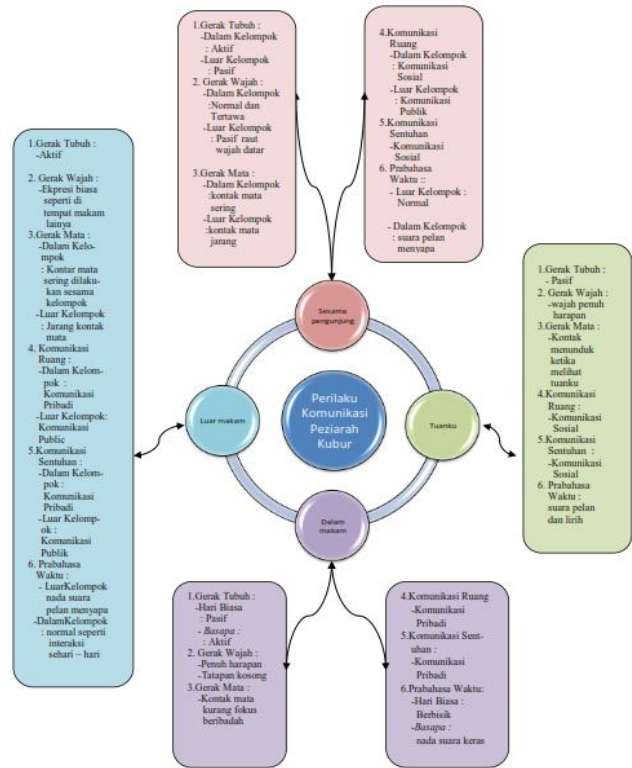 1.Gerak Tubuh :
-Dalam Kelompok
: Aktif
-Luar Kelompok
: Pasif
2. Gerak Wajah :
-Dalam Kelompok
:Normal dan
Tertawa
-Luar Kelompok
: Pasif raut
wajah datar
3.Gerak Mata :
-Dalam Kelompok
:kontak mata
sering
-Luar Kelompok
:kontak mata
jarang
4.Komunikasi
Ruang
-Dalam Kelompok
: Komunikasi
Sosial
-Luar Kelompok
: Komunikasi
Publik
5.Komunikasi
Sentuhan
-Komunikasi
Sosial
6. Prabahasa
Waktu ::
- Luar Kelompok :
Normal
- Dalam Kelompok
: suara pelan
menyapa
1.Gerak Tubuh :
-Aktif
2. Gerak Wajah :
-Ekpresi biasa
seperti di
tempat makam
lainya
3.Gerak Mata :
-Dalam Kelo-
mpok
: Kontar mata
sering dilaku-
kan sesama
kelompok
-Luar Kelompok
: Jarang kontak
mata
4. Komunikasi
Ruang :
-Dalam Kelom-
pok :
Komunikasi
Pribadi
-Luar Kelompok:
Komunikasi
Public
5.Komunikasi
Sentuhan :
-Dalam Kelom-
pok :
Komunikasi
Pribadi
-Luar Kelomp-
ok :
Komunikasi
Publik
6. Prabahasa
Waktu :
- LuarKelompok
nada suara
pelan menyapa
-DalamKelompok
: normal seperti
interaksi
sehari – hari
Sesama
pengunjung
Luar makam
Perilaku
Komunikasi
Peziarah
Kubur
Tuanku
Dalam
makam
1.Gerak Tubuh :
- Pasif
2. Gerak Wajah :
-wajah penuh
harapan
3.Gerak Mata :
-Kontak
menunduk
ketika
melihat
tuanku
4.Komunikasi
Ruang :
-Komunikasi
Sosial
5.Komunikasi
Sentuhan :
-Komunikasi
Sosial
6. Prabahasa
Waktu :
suara pelan
dan lirih
1.Gerak Tubuh :
-Hari Biasa
: Pasif
- Basapa :
: Aktif
2. Gerak Wajah :
-Penuh harapan
-Tatapan kosong
3.Gerak Mata :
-Kontak mata
kurang fokus
beribadah
4.Komunikasi Ruang
-Komunikasi
Pribadi
5.Komunikasi Sent-
uhan :
-Komunikasi
Pribadi
6.Prabahasa Waktu:
-Hari Biasa :
Berbisik
-Basapa :
nada suara keras